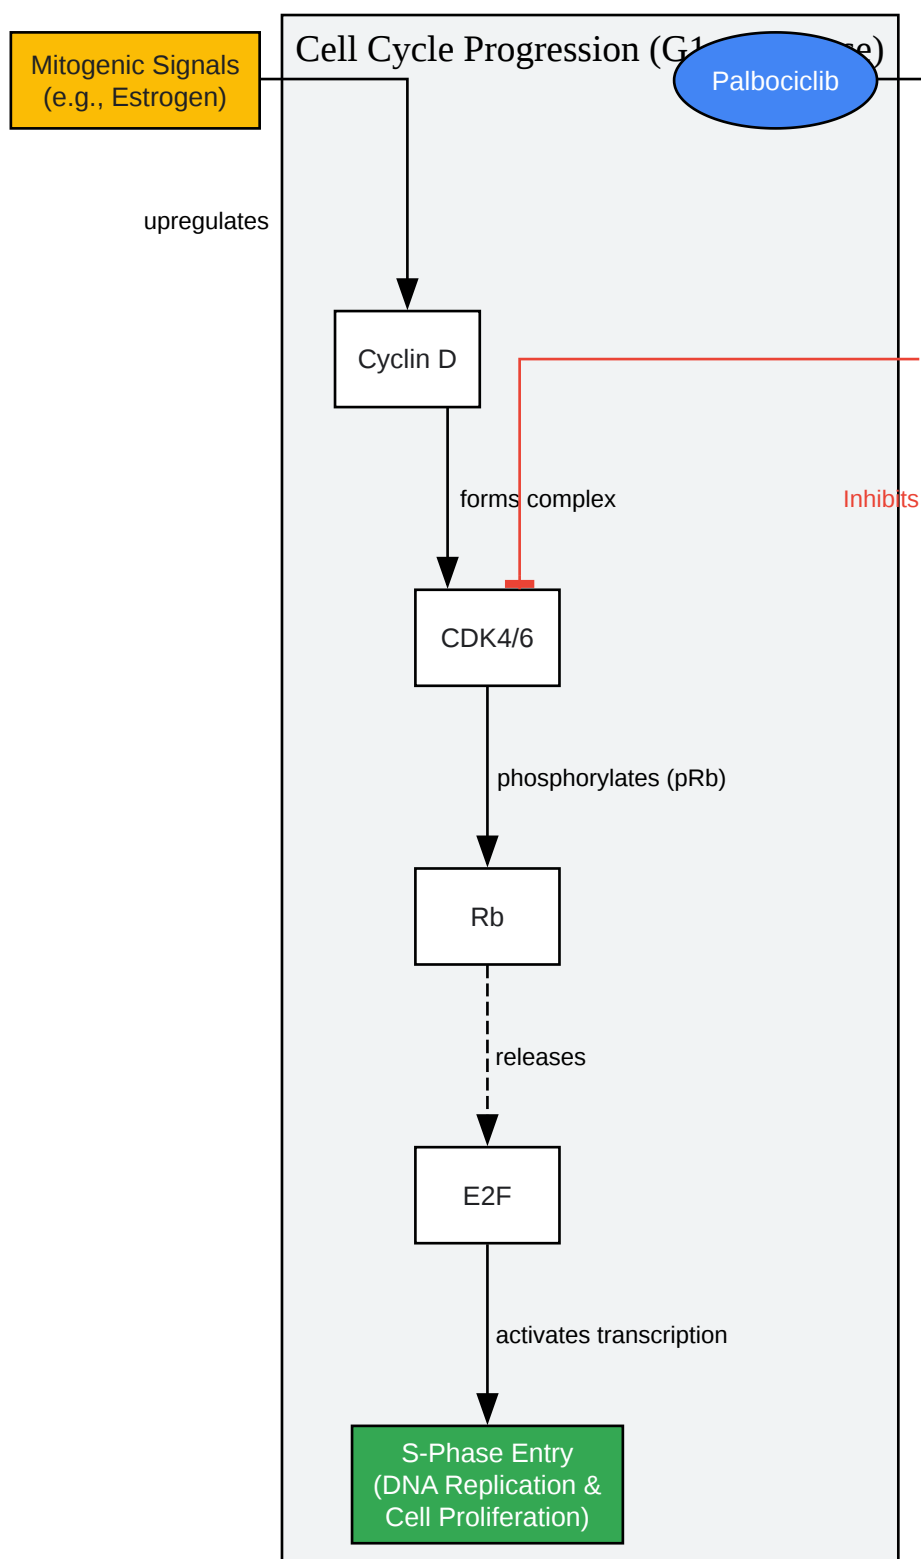 Cell Cycle Progression (G1
Mitogenic Signals
(e.g., Estrogen)
Palbociclib
upregulates
Cyclin D
forms complex
Inhibits
CDK4/6
phosphorylates (pRb)
Rb
releases
E2F
activates transcription
S-Phase Entry
(DNA Replication &
Cell Proliferation)